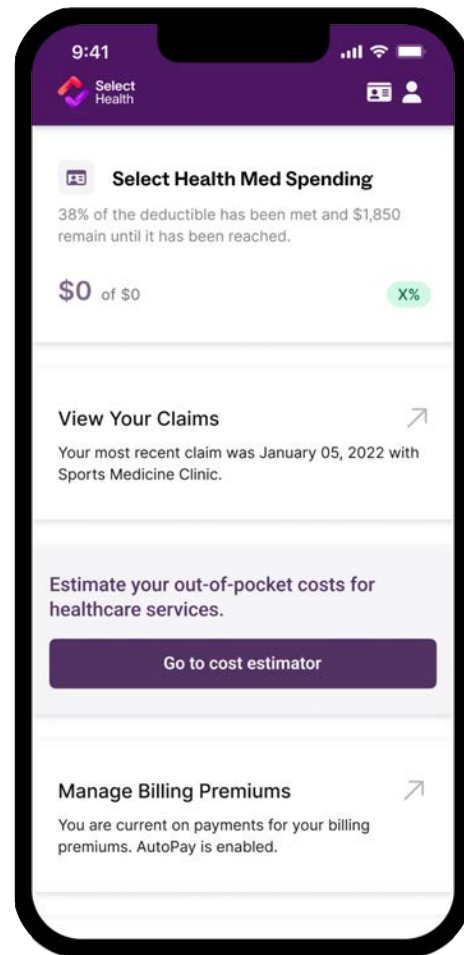 9:41
Select
Health
Select Health Med Spending
38% of the deductible has been met and $1,850
remain until it has been reached.
$0 of $0
X%
View Your Claims
Your most recent claim was January 05, 2022 with
Sports Medicine Clinic.
Estimate your out-of-pocket costs for
healthcare services.
Go to cost estimator
Manage Billing Premiums
You are current on payments for your billing
premiums. AutoPay is enabled.